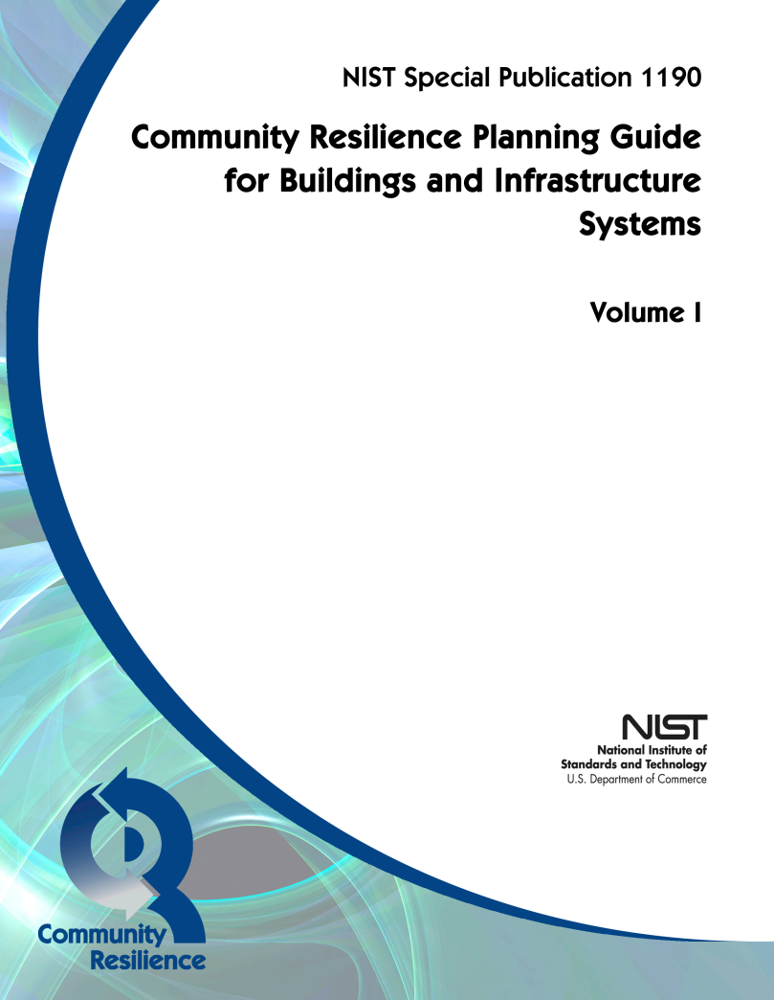 NIST Special Publication 1190
Community Resilience Planning Guide
for Buildings and Infrastructure
Systems
Volume I
NIST
National Institute of
Standards and Technology
U.S. Department of Commerce
Community
Resilience